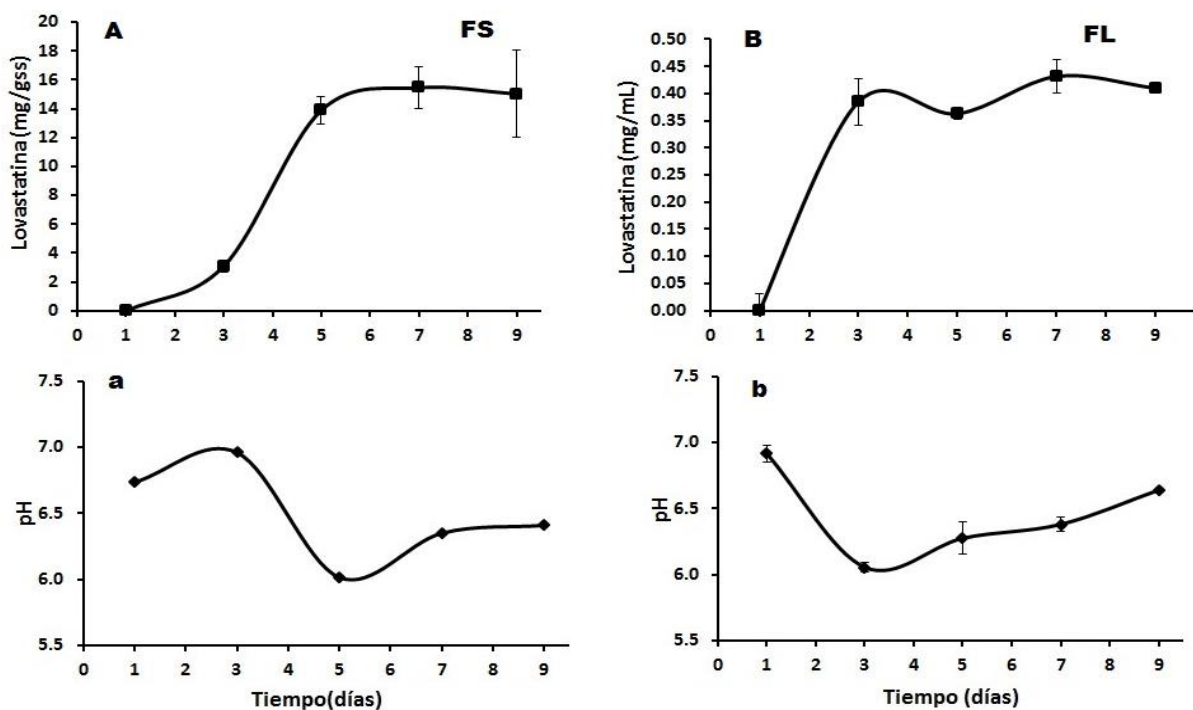 A
FS
Lovastatina (mg/gss)
20
18
16
14
12
10
8
6
4
2
0
0 1 2 3 4 5 6 7 8 9
B
FL
Lovastatina (mg/mL)
0.50
0.45
0.40
0.35
0.30
0.25
0.20
0.15
0.10
0.05
0.00
0 1 2 3 4 5 6 7 8 9
a
pH
7.5
7.0
6.5
6.0
5.5
0 1 2 3 4 5 6 7 8 9
Tiempo(días)
b
pH
7.5
7.0
6.5
6.0
5.5
0 1 2 3 4 5 6 7 8 9
Tiempo (días)